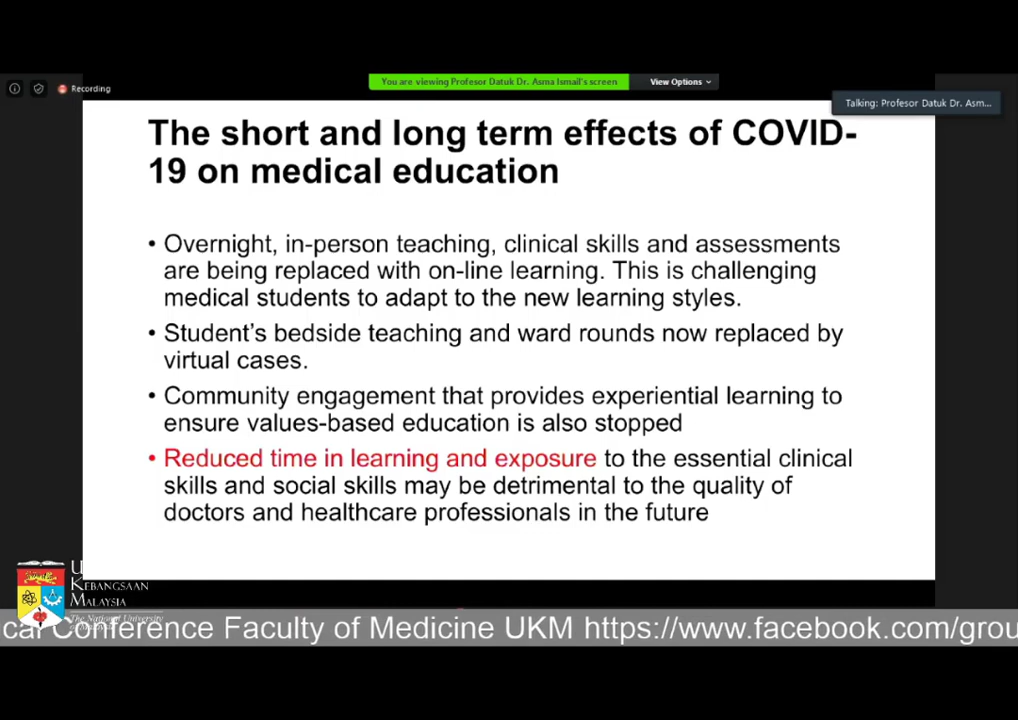 You are viewing Profesor Datuk Dr. Asma Ismail's screen
View Options
Recording
Talking: Profesor Datuk Dr. Asm...
The short and long term effects of COVID-
19 on medical education
• Overnight, in-person teaching, clinical skills and assessments
are being replaced with on-line learning. This is challenging
medical students to adapt to the new learning styles.
• Student's bedside teaching and ward rounds now replaced by
virtual cases.
• Community engagement that provides experiential learning to
ensure values-based education is also stopped
• Reduced time in learning and exposure to the essential clinical
skills and social skills may be detrimental to the quality of
doctors and healthcare professionals in the future
U
KEBANGSAAN
MALAYSIA
The National University
cal Conference Faculty of Medicine UKM https://www.facebook.com/grou